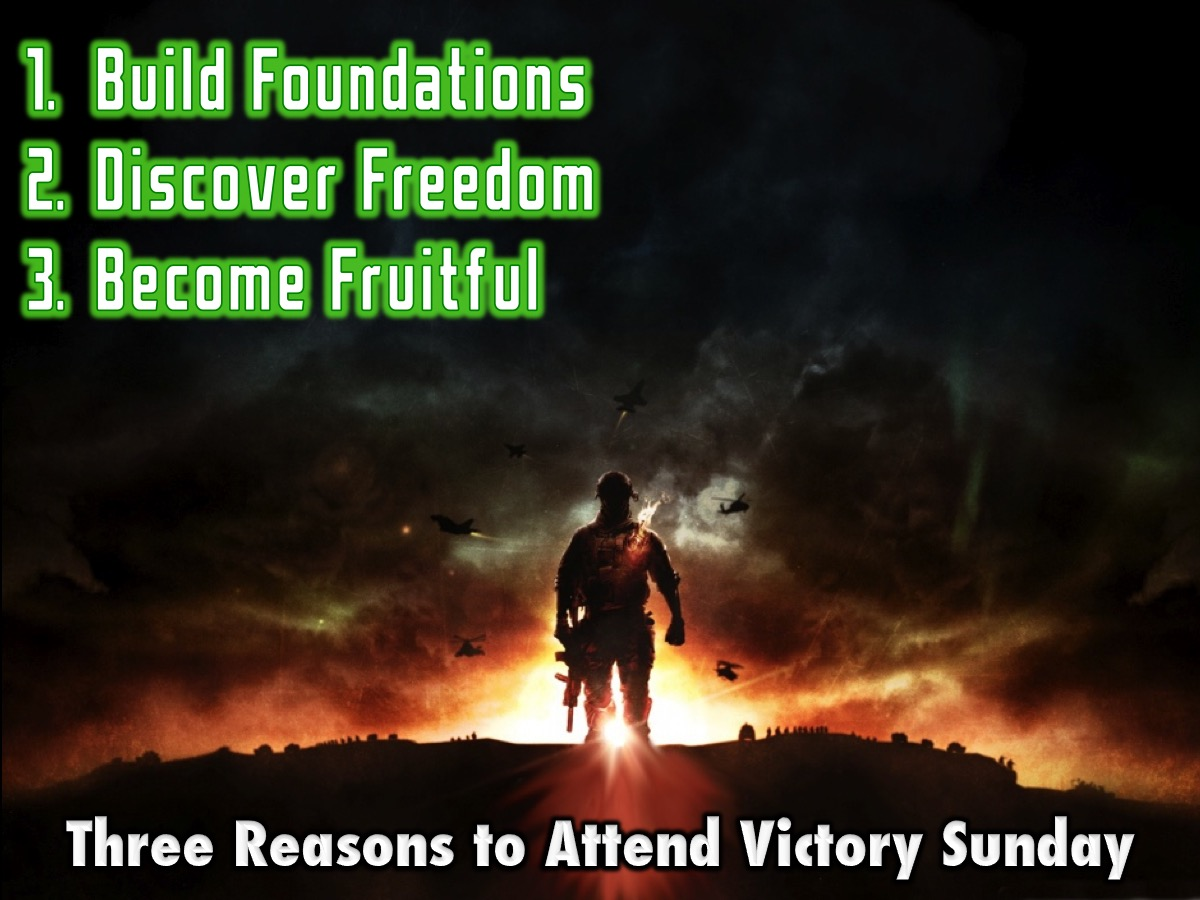 1. Build Foundations
2. Discover Freedom
3. Become Fruitful
Three Reasons to Attend Victory Sunday